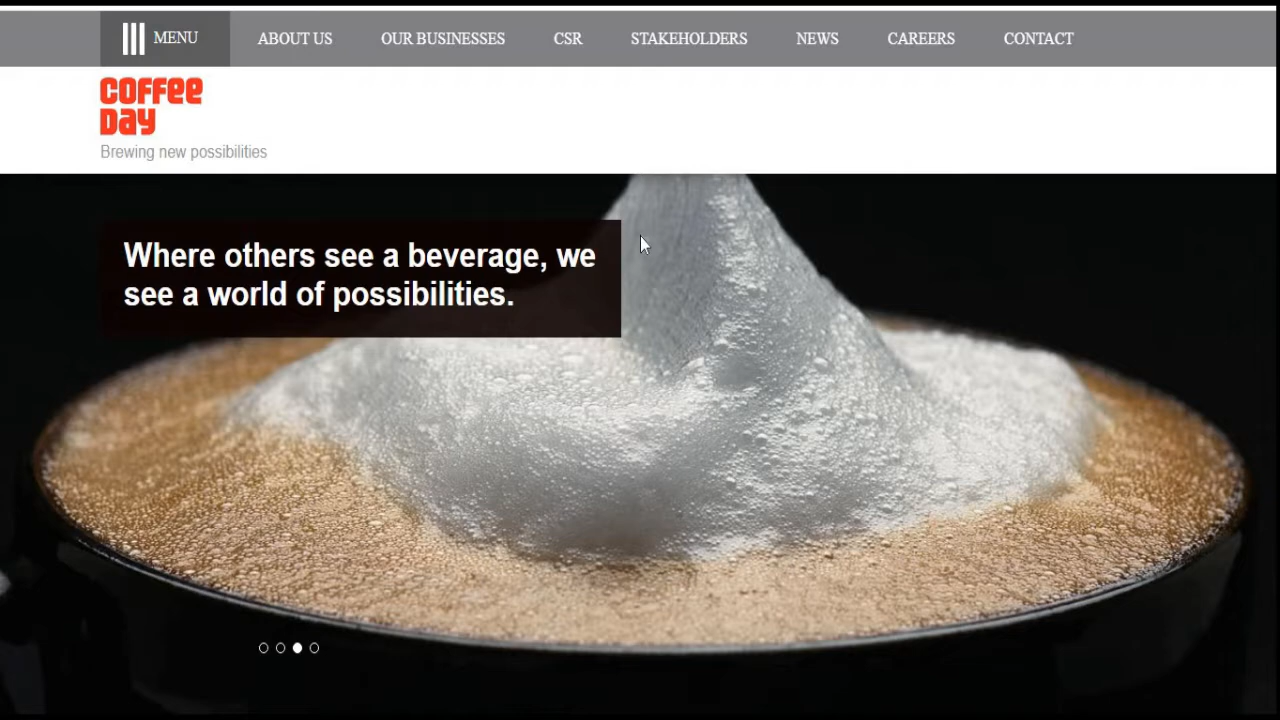 MENU ABOUT US OUR BUSINESSES CSR STAKEHOLDERS NEWS CAREERS CONTACT
COFFEE
DAY
Brewing new possibilities
Where others see a beverage, we
see a world of possibilities.